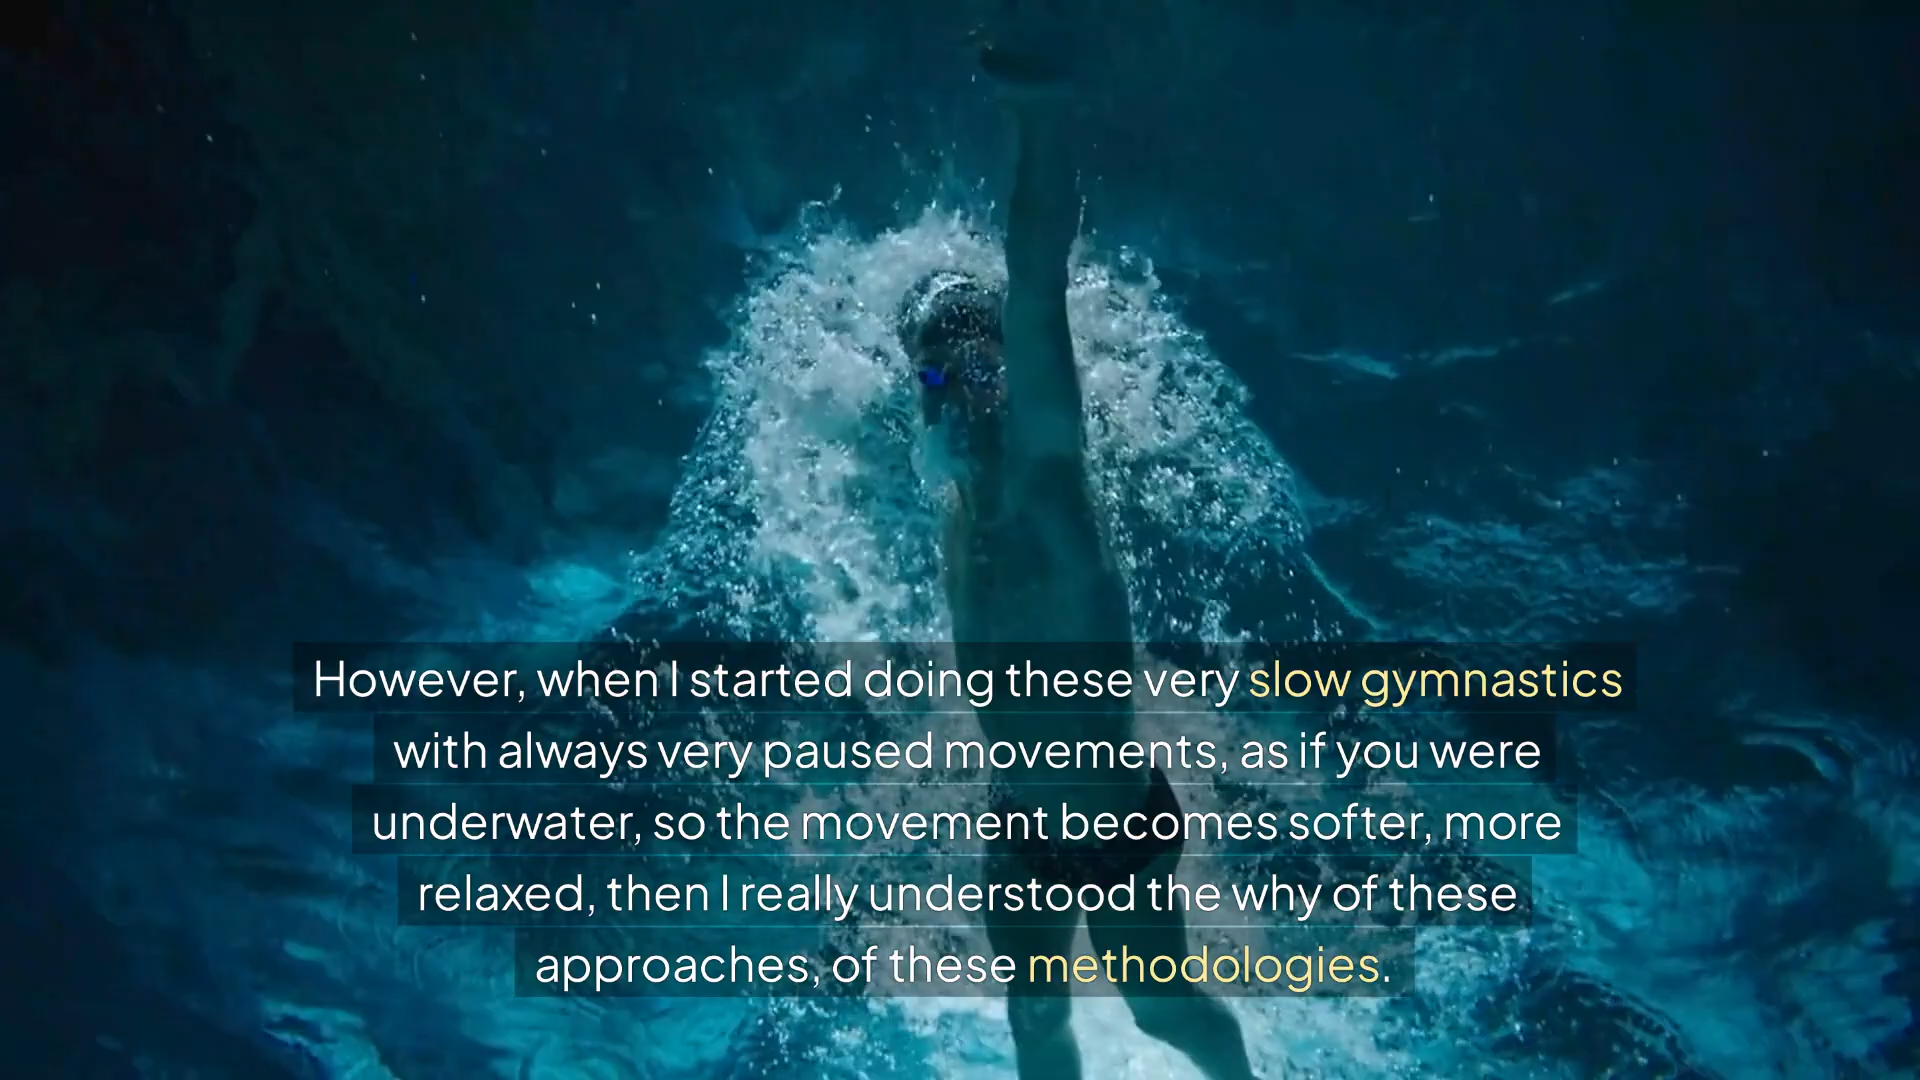 However, when I started doing these very slow gymnastics
with always very paused movements, as if you were
underwater, so the movement becomes softer, more
relaxed, then I really understood the why of these
approaches, of these methodologies.